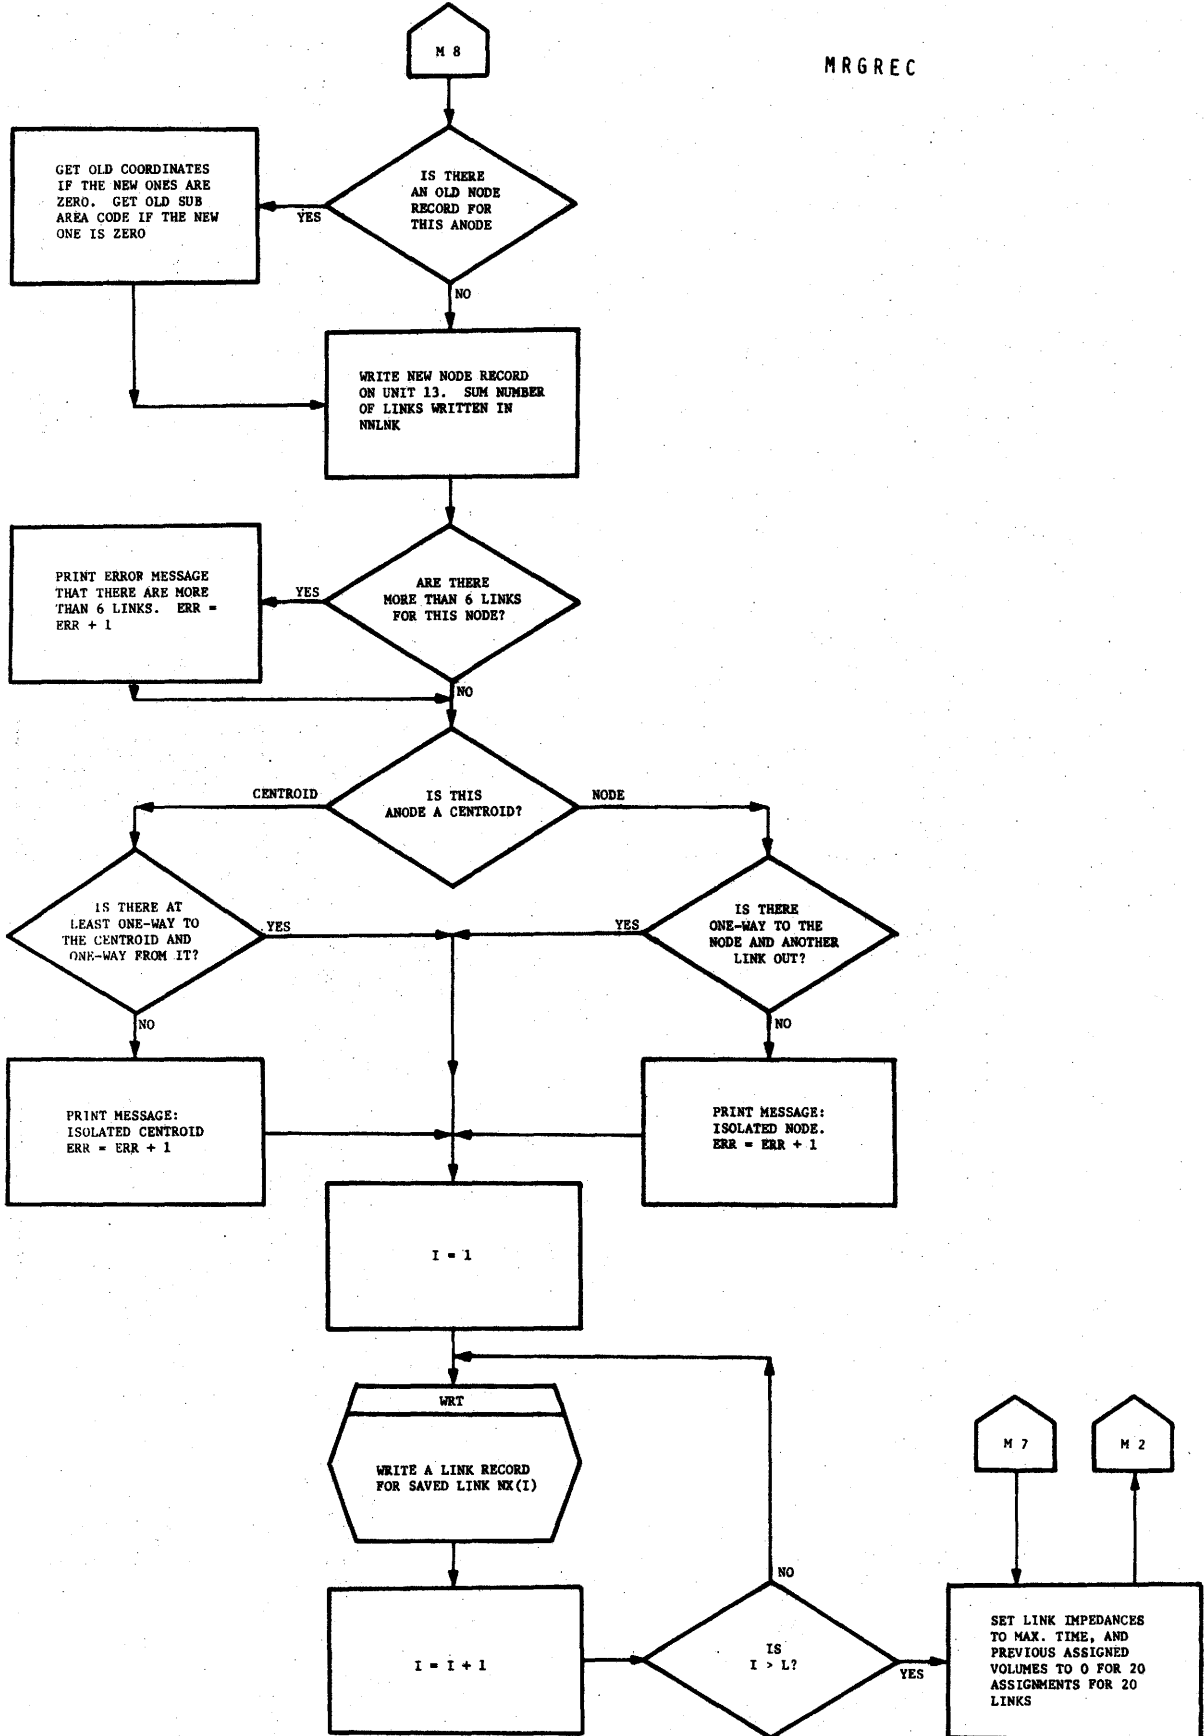 M 8
MRGREC
GET OLD COORDINATES
IF THE NEW ONES ARE
ZERO. GET OLD SUB
AREA CODE IF THE NEW
ONE IS ZERO
YES
IS THERE
AN OLD NODE
RECORD FOR
THIS ANODE
NO
WRITE NEW NODE RECORD
ON UNIT 13. SUM NUMBER
OF LINKS WRITTEN IN
NNLNK
PRINT ERROR MESSAGE
THAT THERE ARE MORE
THAN 6 LINKS. ERR =
ERR + 1
YES
ARE THERE
MORE THAN 6 LINKS
FOR THIS NODE?
NO
CENTROID
IS THIS
ANODE A CENTROID?
NODE
IS THERE AT
LEAST ONE-WAY TO
THE CENTROID AND
ONE-WAY FROM IT?
YES
YES
IS THERE
ONE-WAY TO THE
NODE AND ANOTHER
LINK OUT?
NO
NO
PRINT MESSAGE:
ISOLATED CENTROID
ERR = ERR + 1
PRINT MESSAGE:
ISOLATED NODE.
ERR = ERR + 1
I = 1
WRT
WRITE A LINK RECORD
FOR SAVED LINK NX(I)
M 7
M 2
I = I + 1
NO
IS
I > L?
YES
SET LINK IMPEDANCES
TO MAX. TIME, AND
PREVIOUS ASSIGNED
VOLUMES TO 0 FOR 20
ASSIGNMENTS FOR 20
LINKS